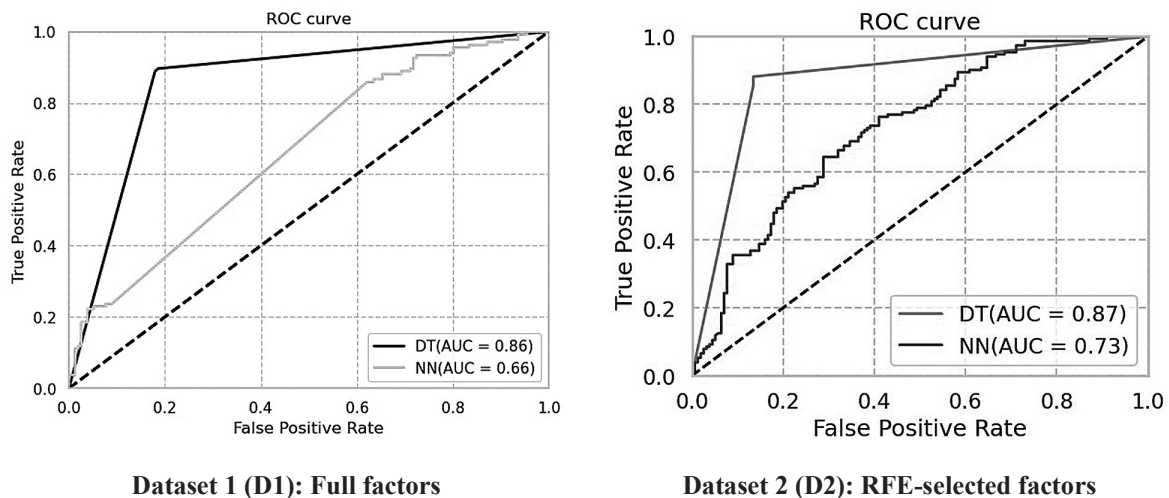 ROC curve
True Positive Rate
1.0
0.8
0.6
0.4
0.2
0.0
DT(AUC = 0.86)
NN(AUC = 0.66)
0.0 0.2 0.4 0.6 0.8 1.0
False Positive Rate
Dataset 1 (D1): Full factors
ROC curve
True Positive Rate
1.0
0.8
0.6
0.4
0.2
0.0
DT(AUC = 0.87)
NN(AUC = 0.73)
0.0 0.2 0.4 0.6 0.8 1.0
False Positive Rate
Dataset 2 (D2): RFE-selected factors